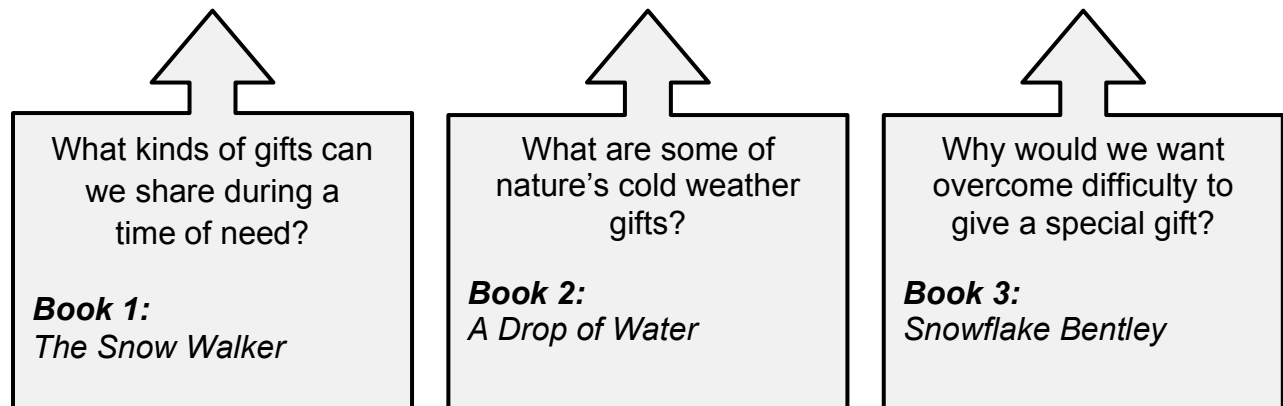 What kinds of gifts can
we share during a
time of need?
Book 1:
The Snow Walker
What are some of
nature’s cold weather
gifts?
Book 2:
A Drop of Water
Why would we want
overcome difficulty to
give a special gift?
Book 3:
Snowflake Bentley